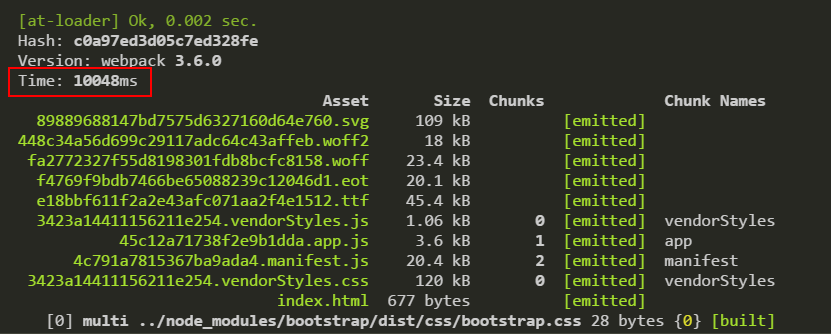 [at-loader] Ok, 0.002 sec.
Hash: c0a97ed3d05c7ed328fe
Version: webpack 3.6.0
Time: 10048ms
Asset Size Chunks Chunk Names
89889688147bd7575d6327160d64e760.svg 109 kB [emitted]
448c34a56d699c29117adc64c43affeb.woff2 18 kB [emitted]
fa2772327f55d8198301fdb8bcfc8158.woff 23.4 kB [emitted]
f4769f9bdb7466be65088239c12046d1.eot 20.1 kB [emitted]
e18bbf611f2a2e43afc071aa2f4e1512.ttf 45.4 kB [emitted]
3423a14411156211e254.vendorStyles.js 1.06 kB 0 [emitted] vendorStyles
45c12a71738f2e9b1dda.app.js 3.6 kB 1 [emitted] app
4c791a7815367ba9ada4.manifest.js 20.4 kB 2 [emitted] manifest
3423a14411156211e254.vendorStyles.css 120 kB 0 [emitted] vendorStyles
index.html 677 bytes [emitted]
[0] multi ../node_modules/bootstrap/dist/css/bootstrap.css 28 bytes {0} [built]